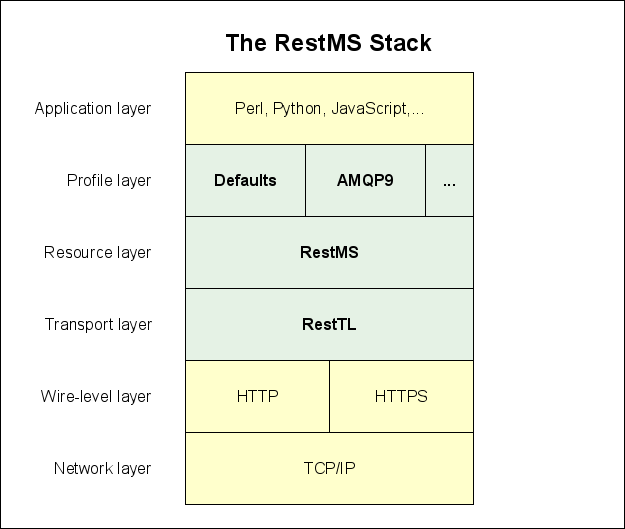 The RestMS Stack
Application layer
Perl, Python, JavaScript,...
Profile layer
Defaults
AMQP9
...
Resource layer
RestMS
Transport layer
RestTL
Wire-level layer
HTTP
HTTPS
Network layer
TCP/IP